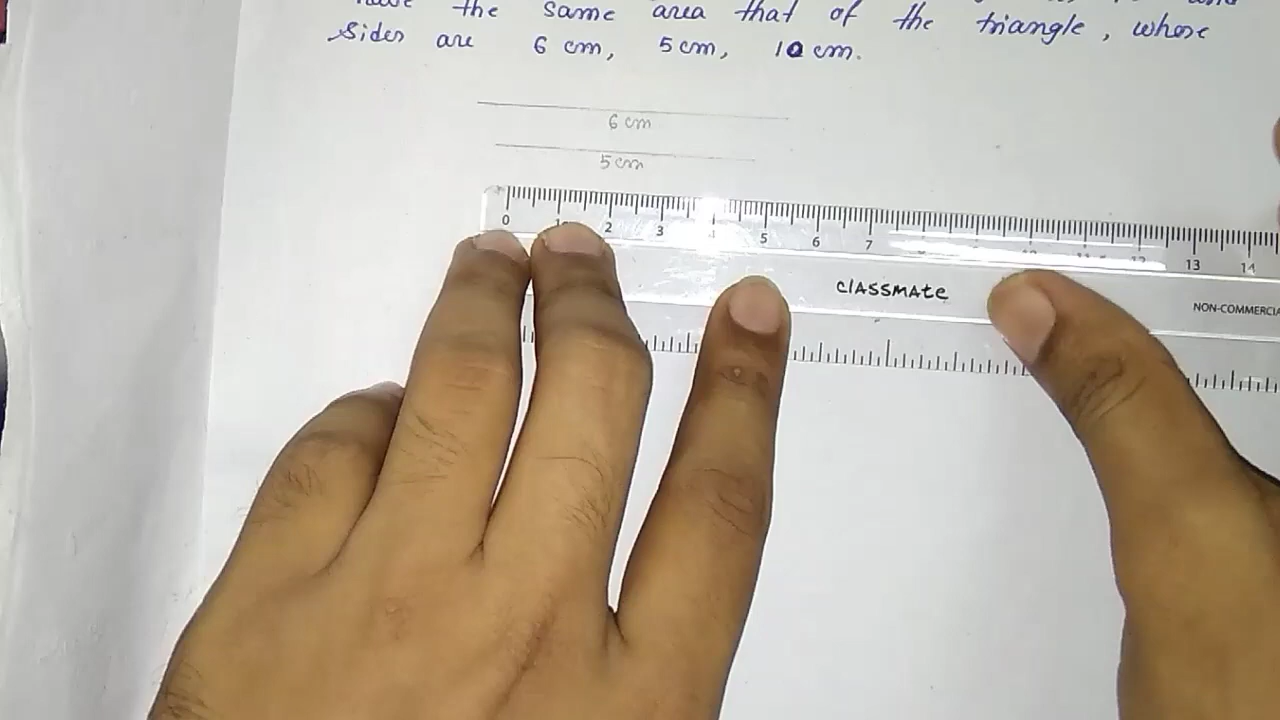 the same area that of the triangle, whose
sides are 6 cm, 5 cm, 10 cm.
6 cm
5 cm
0 2 3 5 6 7 13 14
classmate
NON-COMMERCIA